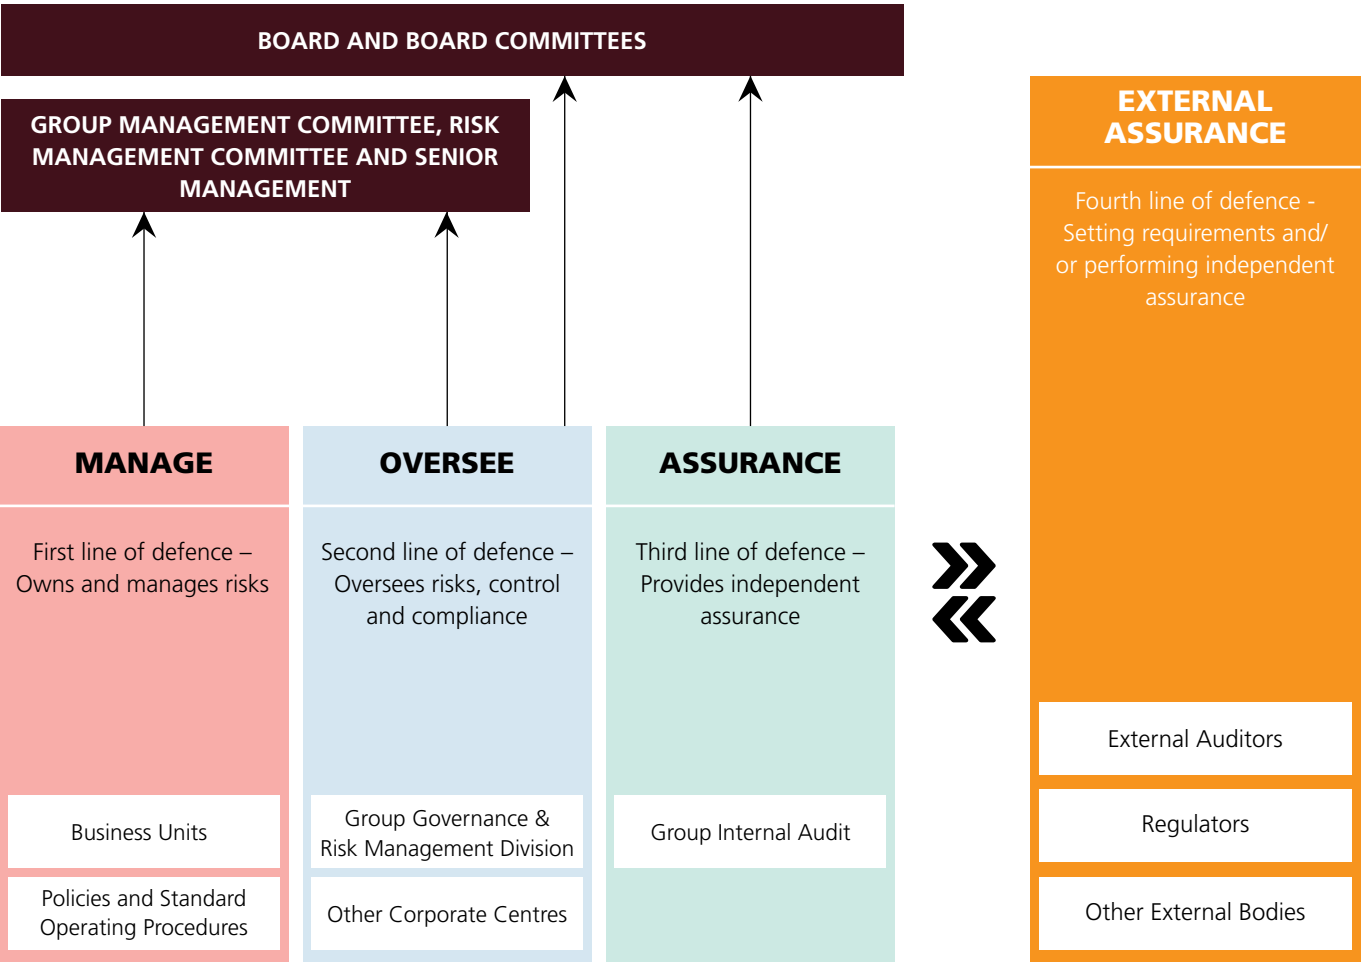 BOARD AND BOARD COMMITTEES
GROUP MANAGEMENT COMMITTEE, RISK
MANAGEMENT COMMITTEE AND SENIOR
MANAGEMENT
MANAGE
First line of defence –
Owns and manages risks
Business Units
Policies and Standard
Operating Procedures
OVERSEE
Second line of defence –
Oversees risks, control
and compliance
Group Governance &
Risk Management Division
Other Corporate Centres
ASSURANCE
Third line of defence –
Provides independent
assurance
Group Internal Audit
EXTERNAL
ASSURANCE
Fourth line of defence -
Setting requirements and/
or performing independent
assurance
External Auditors
Regulators
Other External Bodies